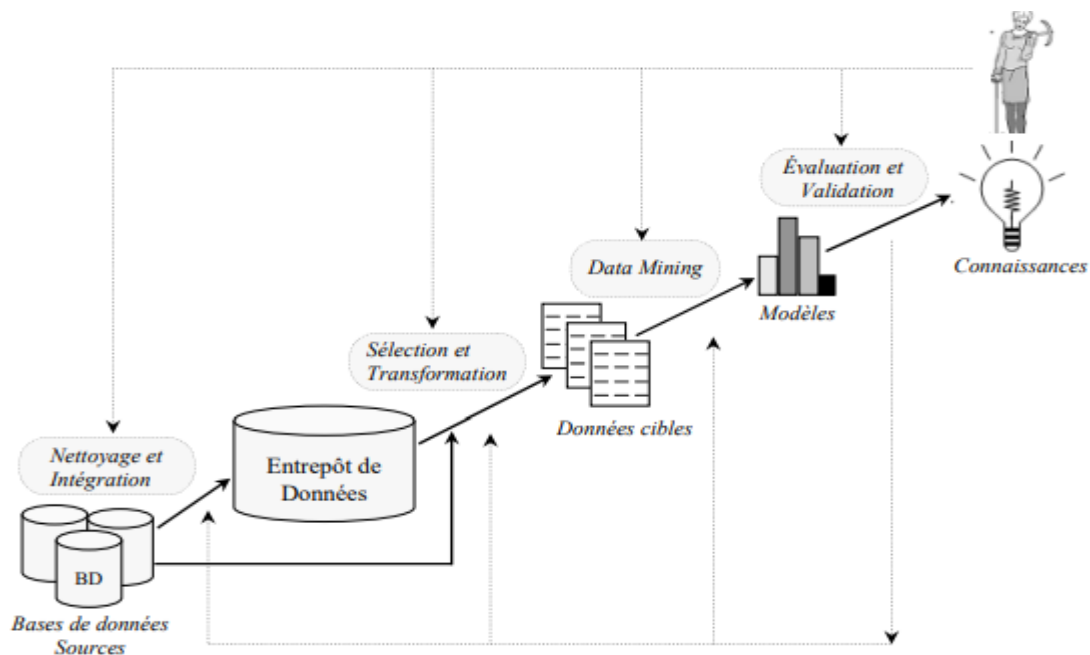 Évaluation et
Validation
Connaissances
Data Mining
Modèles
Sélection et
Transformation
Données cibles
Nettoyage et
Intégration
Entrepôt de
Données
BD
Bases de données
Sources